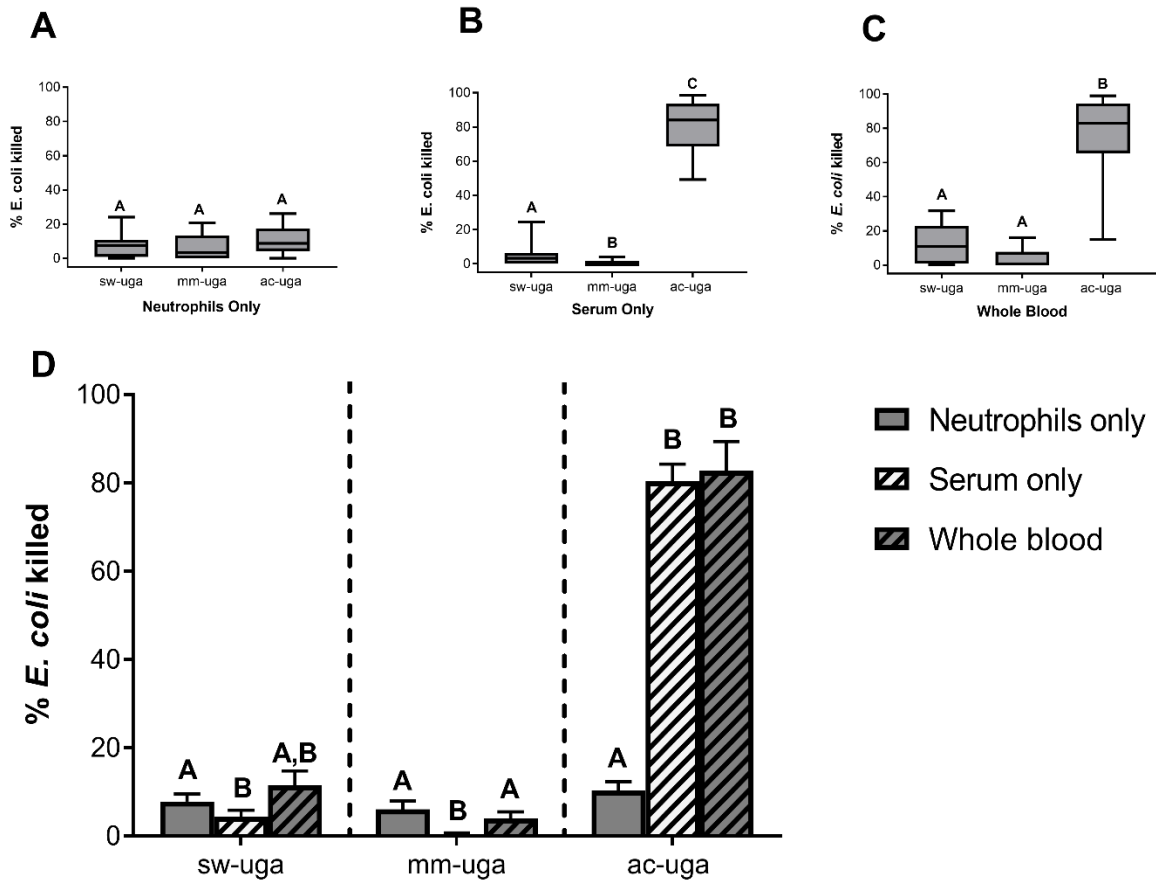 A
% E. coli killed
100
80
60
40
20
0
A
A
A
sw-uga
mm-uga
ac-uga
Neutrophils Only
B
% E. coli killed
100
80
60
40
20
0
A
B
C
sw-uga
mm-uga
ac-uga
Serum Only
C
% E. coli killed
100
80
60
40
20
0
A
A
B
sw-uga
mm-uga
ac-uga
Whole Blood
D
% E. coli killed
100
80
60
40
20
0
A
B
A,B
A
B
A
A
B
B
sw-uga
mm-uga
ac-uga
Neutrophils only
Serum only
Whole blood